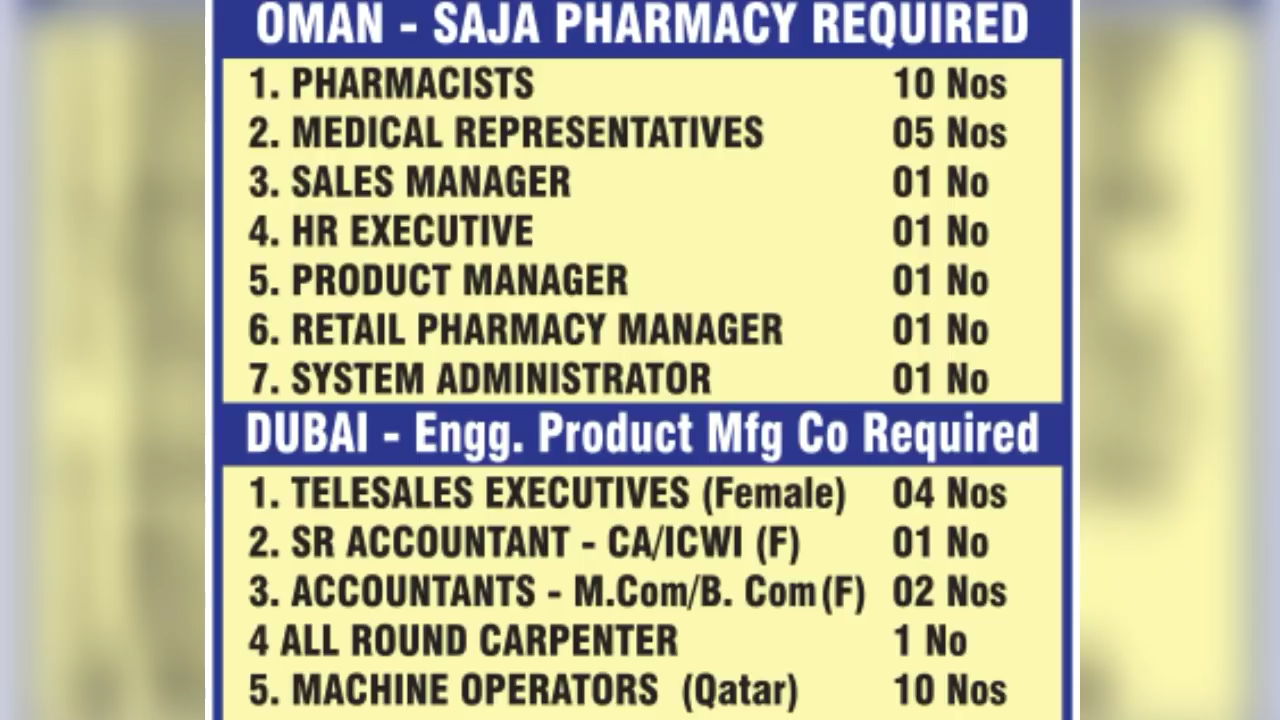 OMAN - SAJA PHARMACY REQUIRED
1. PHARMACISTS 10 Nos
2. MEDICAL REPRESENTATIVES 05 Nos
3. SALES MANAGER 01 No
4. HR EXECUTIVE 01 No
5. PRODUCT MANAGER 01 No
6. RETAIL PHARMACY MANAGER 01 No
7. SYSTEM ADMINISTRATOR 01 No
DUBAI - Engg. Product Mfg Co Required
1. TELESALES EXECUTIVES (Female) 04 Nos
2. SR ACCOUNTANT - CA/ICWI (F) 01 No
3. ACCOUNTANTS - M.Com/B. Com (F) 02 Nos
4 ALL ROUND CARPENTER 1 No
5. MACHINE OPERATORS (Qatar) 10 Nos